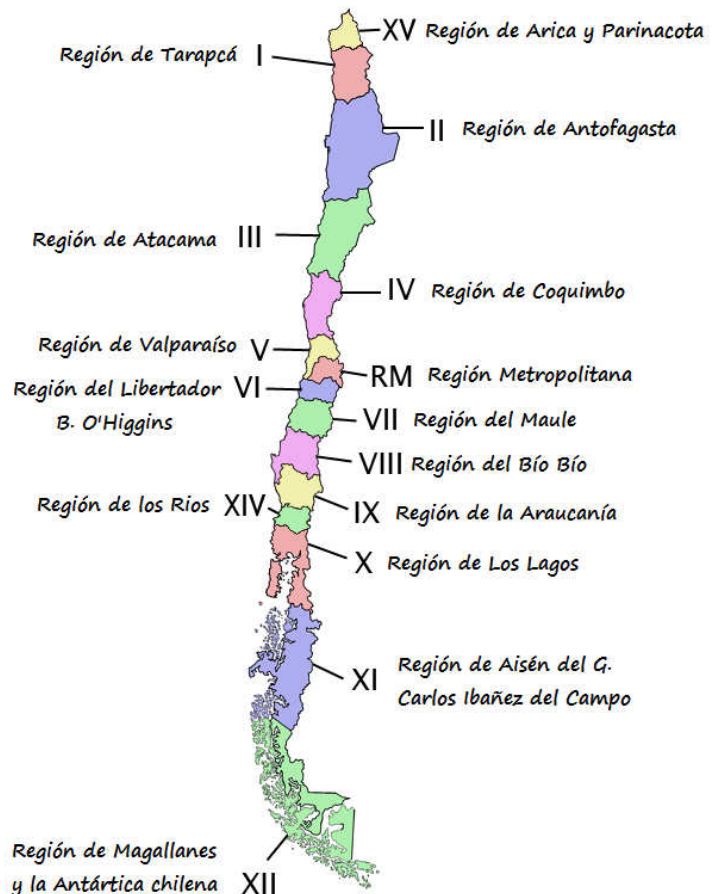 XV Región de Arica y Parinacota
Región de Tarapcá I
II Región de Antofagasta
Región de Atacama III
IV Región de Coquimbo
Región de Valparaíso V
RM Región Metropolitana
Región del Libertador VI
B. O'Higgins
VII Región del Maule
VIII Región del Bío Bío
Región de los Rios XIV
IX Región de la Araucanía
X Región de Los Lagos
XI Región de Aisén del G.
Carlos Ibañez del Campo
Región de Magallanes
y la Antártica chilena XII